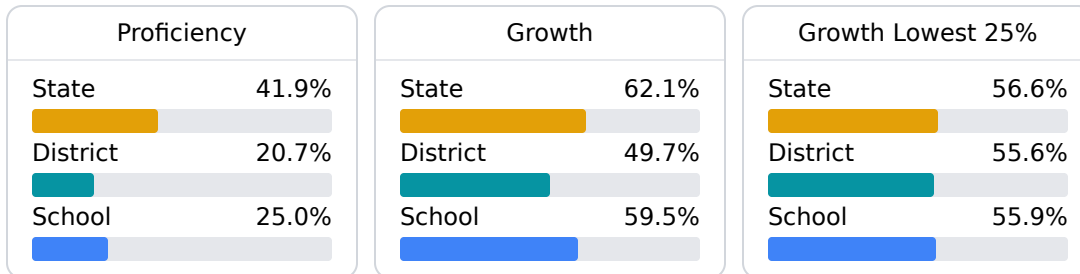 Proficiency
State 41.9%
District 20.7%
School 25.0%
Growth
State 62.1%
District 49.7%
School 59.5%
Growth Lowest 25%
State 56.6%
District 55.6%
School 55.9%